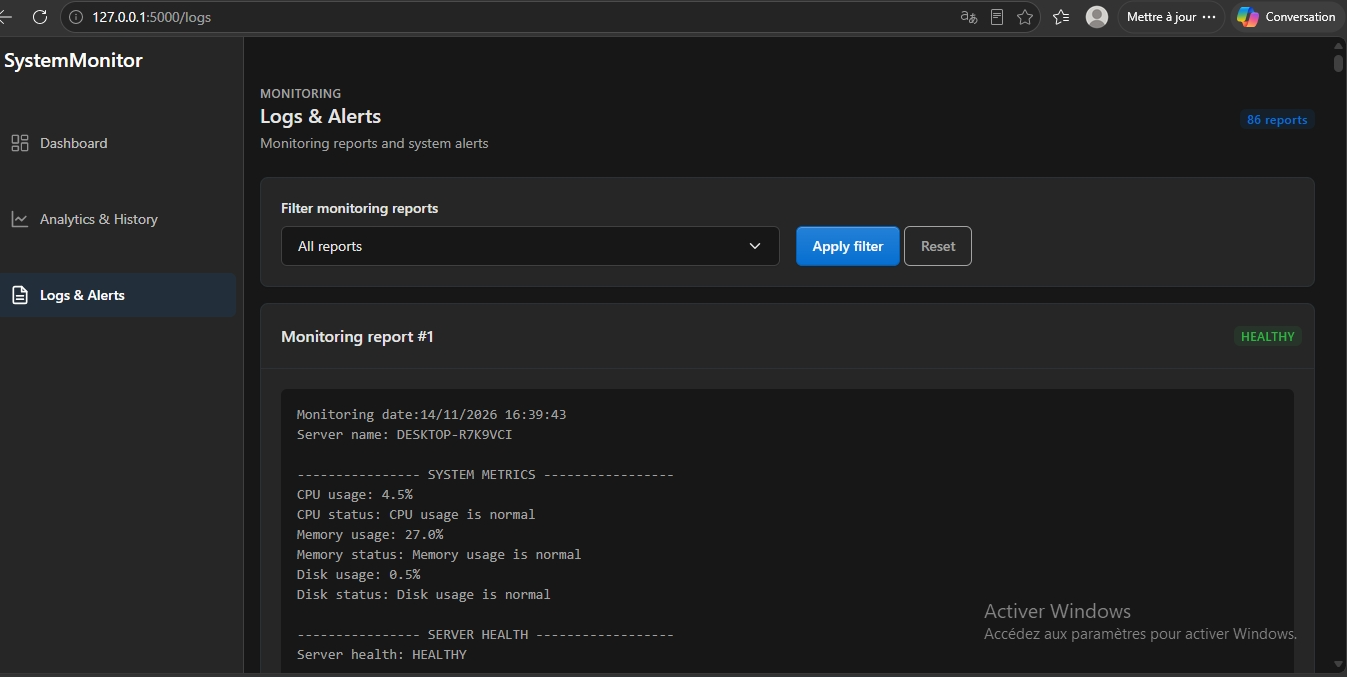 127.0.0.1:5000/logs
Mettre à jour
Conversation
SystemMonitor
Dashboard
Analytics & History
Logs & Alerts
MONITORING
Logs & Alerts
86 reports
Monitoring reports and system alerts
Filter monitoring reports
All reports
Apply filter
Reset
Monitoring report #1
HEALTHY
Monitoring date:14/11/2026 16:39:43
Server name: DESKTOP-R7K9VCI
---------------- SYSTEM METRICS -----------------
CPU usage: 4.5%
CPU status: CPU usage is normal
Memory usage: 27.0%
Memory status: Memory usage is normal
Disk usage: 0.5%
Disk status: Disk usage is normal
---------------- SERVER HEALTH ------------------
Server health: HEALTHY
Activer Windows
Accédez aux paramètres pour activer Windows.